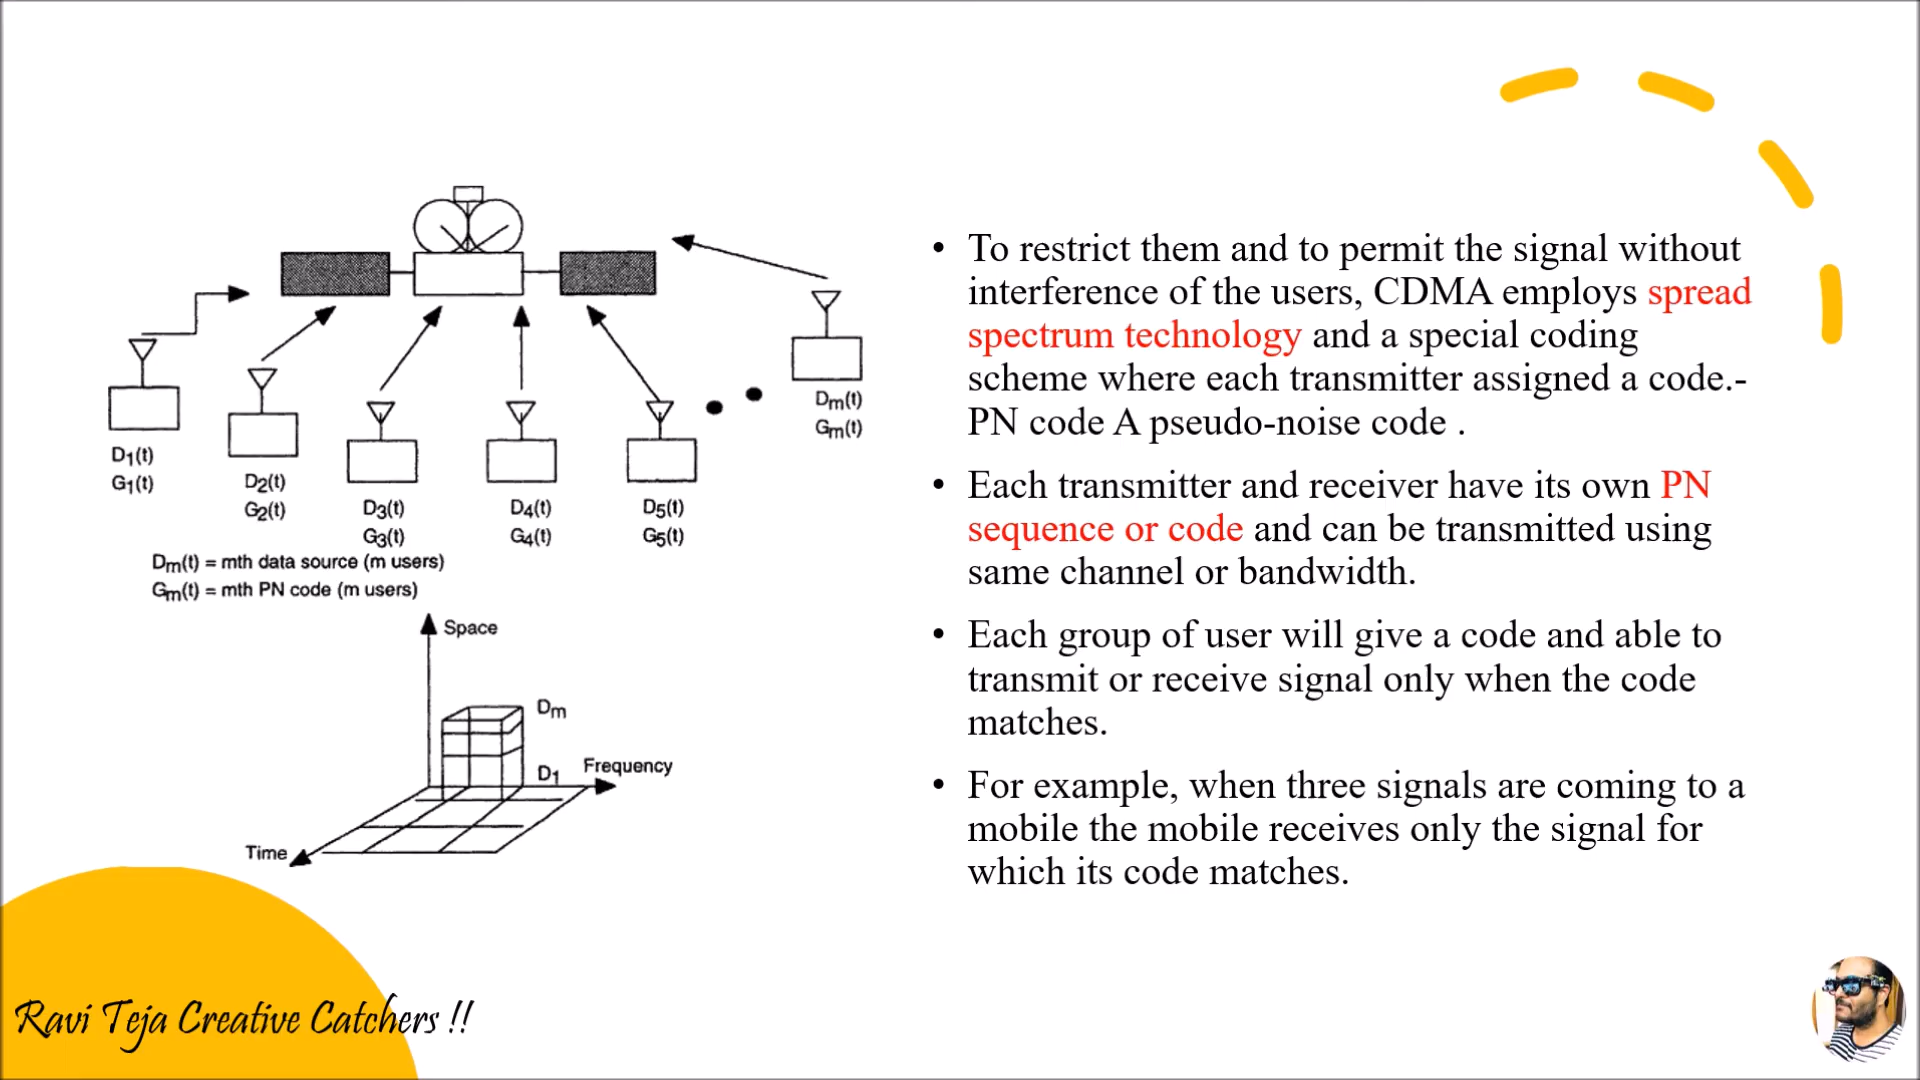 D1(t)
G1(t)
D2(t)
G2(t)
D3(t)
G3(t)
D4(t)
G4(t)
D5(t)
G5(t)
Dm(t)
Gm(t)
Dm(t) = mth data source (m users)
Gm(t) = mth PN code (m users)
Space
Dm
D1
Frequency
Time
• To restrict them and to permit the signal without
interference of the users, CDMA employs spread
spectrum technology and a special coding
scheme where each transmitter assigned a code.-
PN code A pseudo-noise code .
• Each transmitter and receiver have its own PN
sequence or code and can be transmitted using
same channel or bandwidth.
• Each group of user will give a code and able to
transmit or receive signal only when the code
matches.
• For example, when three signals are coming to a
mobile the mobile receives only the signal for
which its code matches.
Ravi Teja Creative Catchers !!